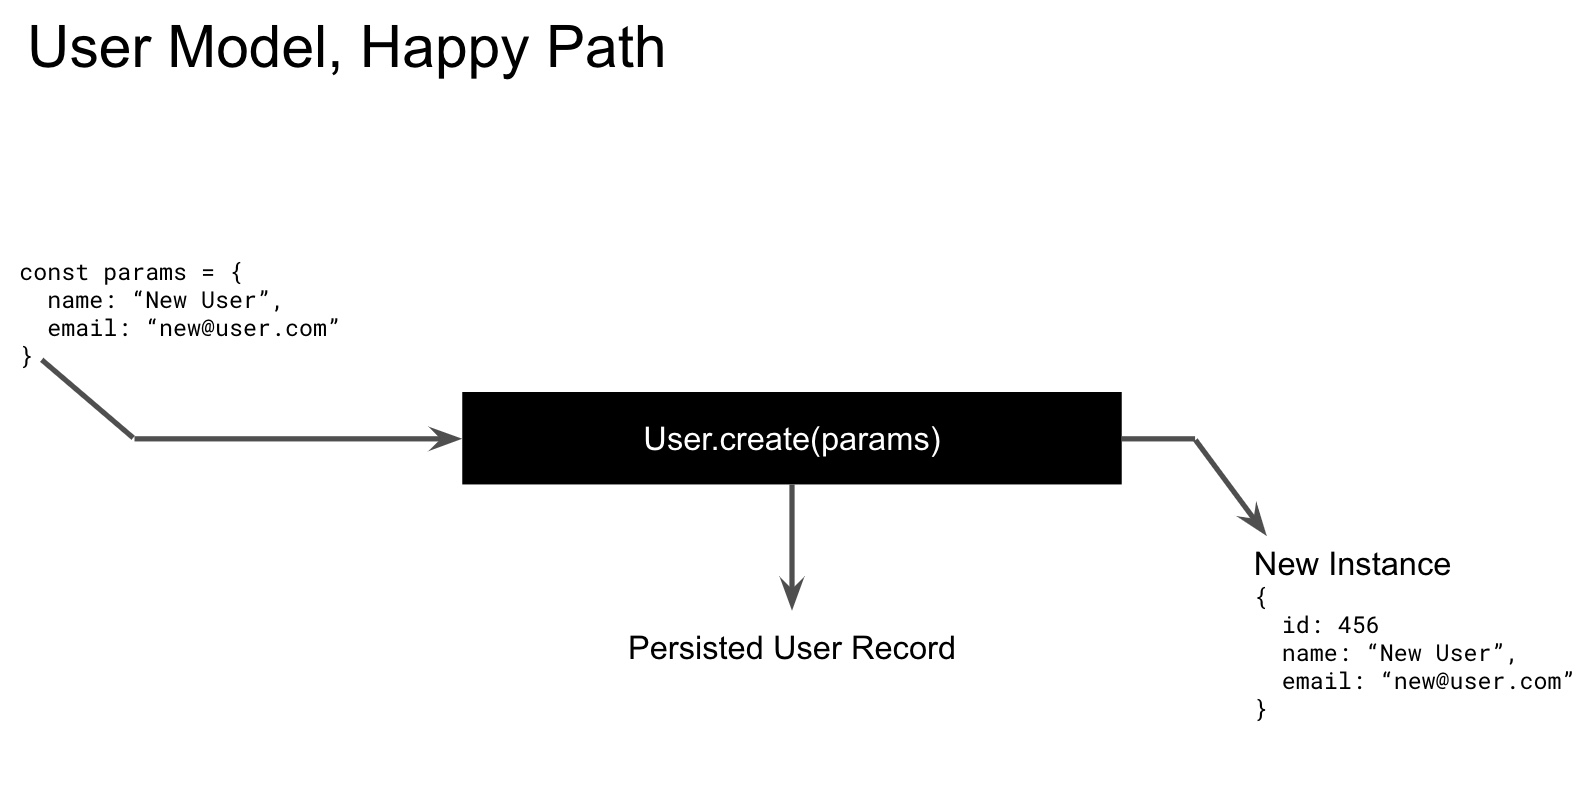 User Model, Happy Path
const params = {
  name: “New User”,
  email: “new@user.com”
}
User.create(params)
Persisted User Record
New Instance
{
  id: 456
  name: “New User”,
  email: “new@user.com”
}